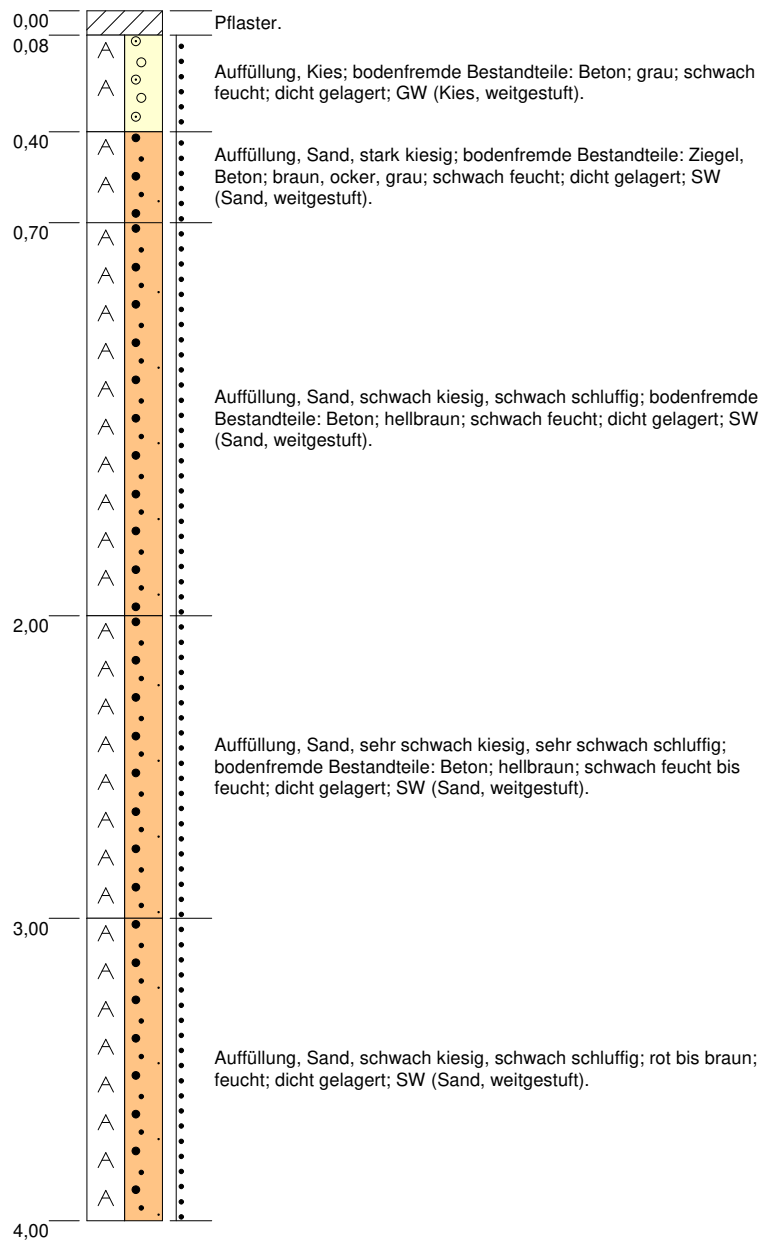 0,00
Pflaster.
0,08
Auffüllung, Kies; bodenfremde Bestandteile: Beton; grau; schwach
feucht; dicht gelagert; GW (Kies, weitgestuft).
0,40
Auffüllung, Sand, stark kiesig; bodenfremde Bestandteile: Ziegel,
Beton; braun, ocker, grau; schwach feucht; dicht gelagert; SW
(Sand, weitgestuft).
0,70
Auffüllung, Sand, schwach kiesig, schwach schluffig; bodenfremde
Bestandteile: Beton; hellbraun; schwach feucht; dicht gelagert; SW
(Sand, weitgestuft).
2,00
Auffüllung, Sand, sehr schwach kiesig, sehr schwach schluffig;
bodenfremde Bestandteile: Beton; hellbraun; schwach feucht bis
feucht; dicht gelagert; SW (Sand, weitgestuft).
3,00
Auffüllung, Sand, schwach kiesig, schwach schluffig; rot bis braun;
feucht; dicht gelagert; SW (Sand, weitgestuft).
4,00